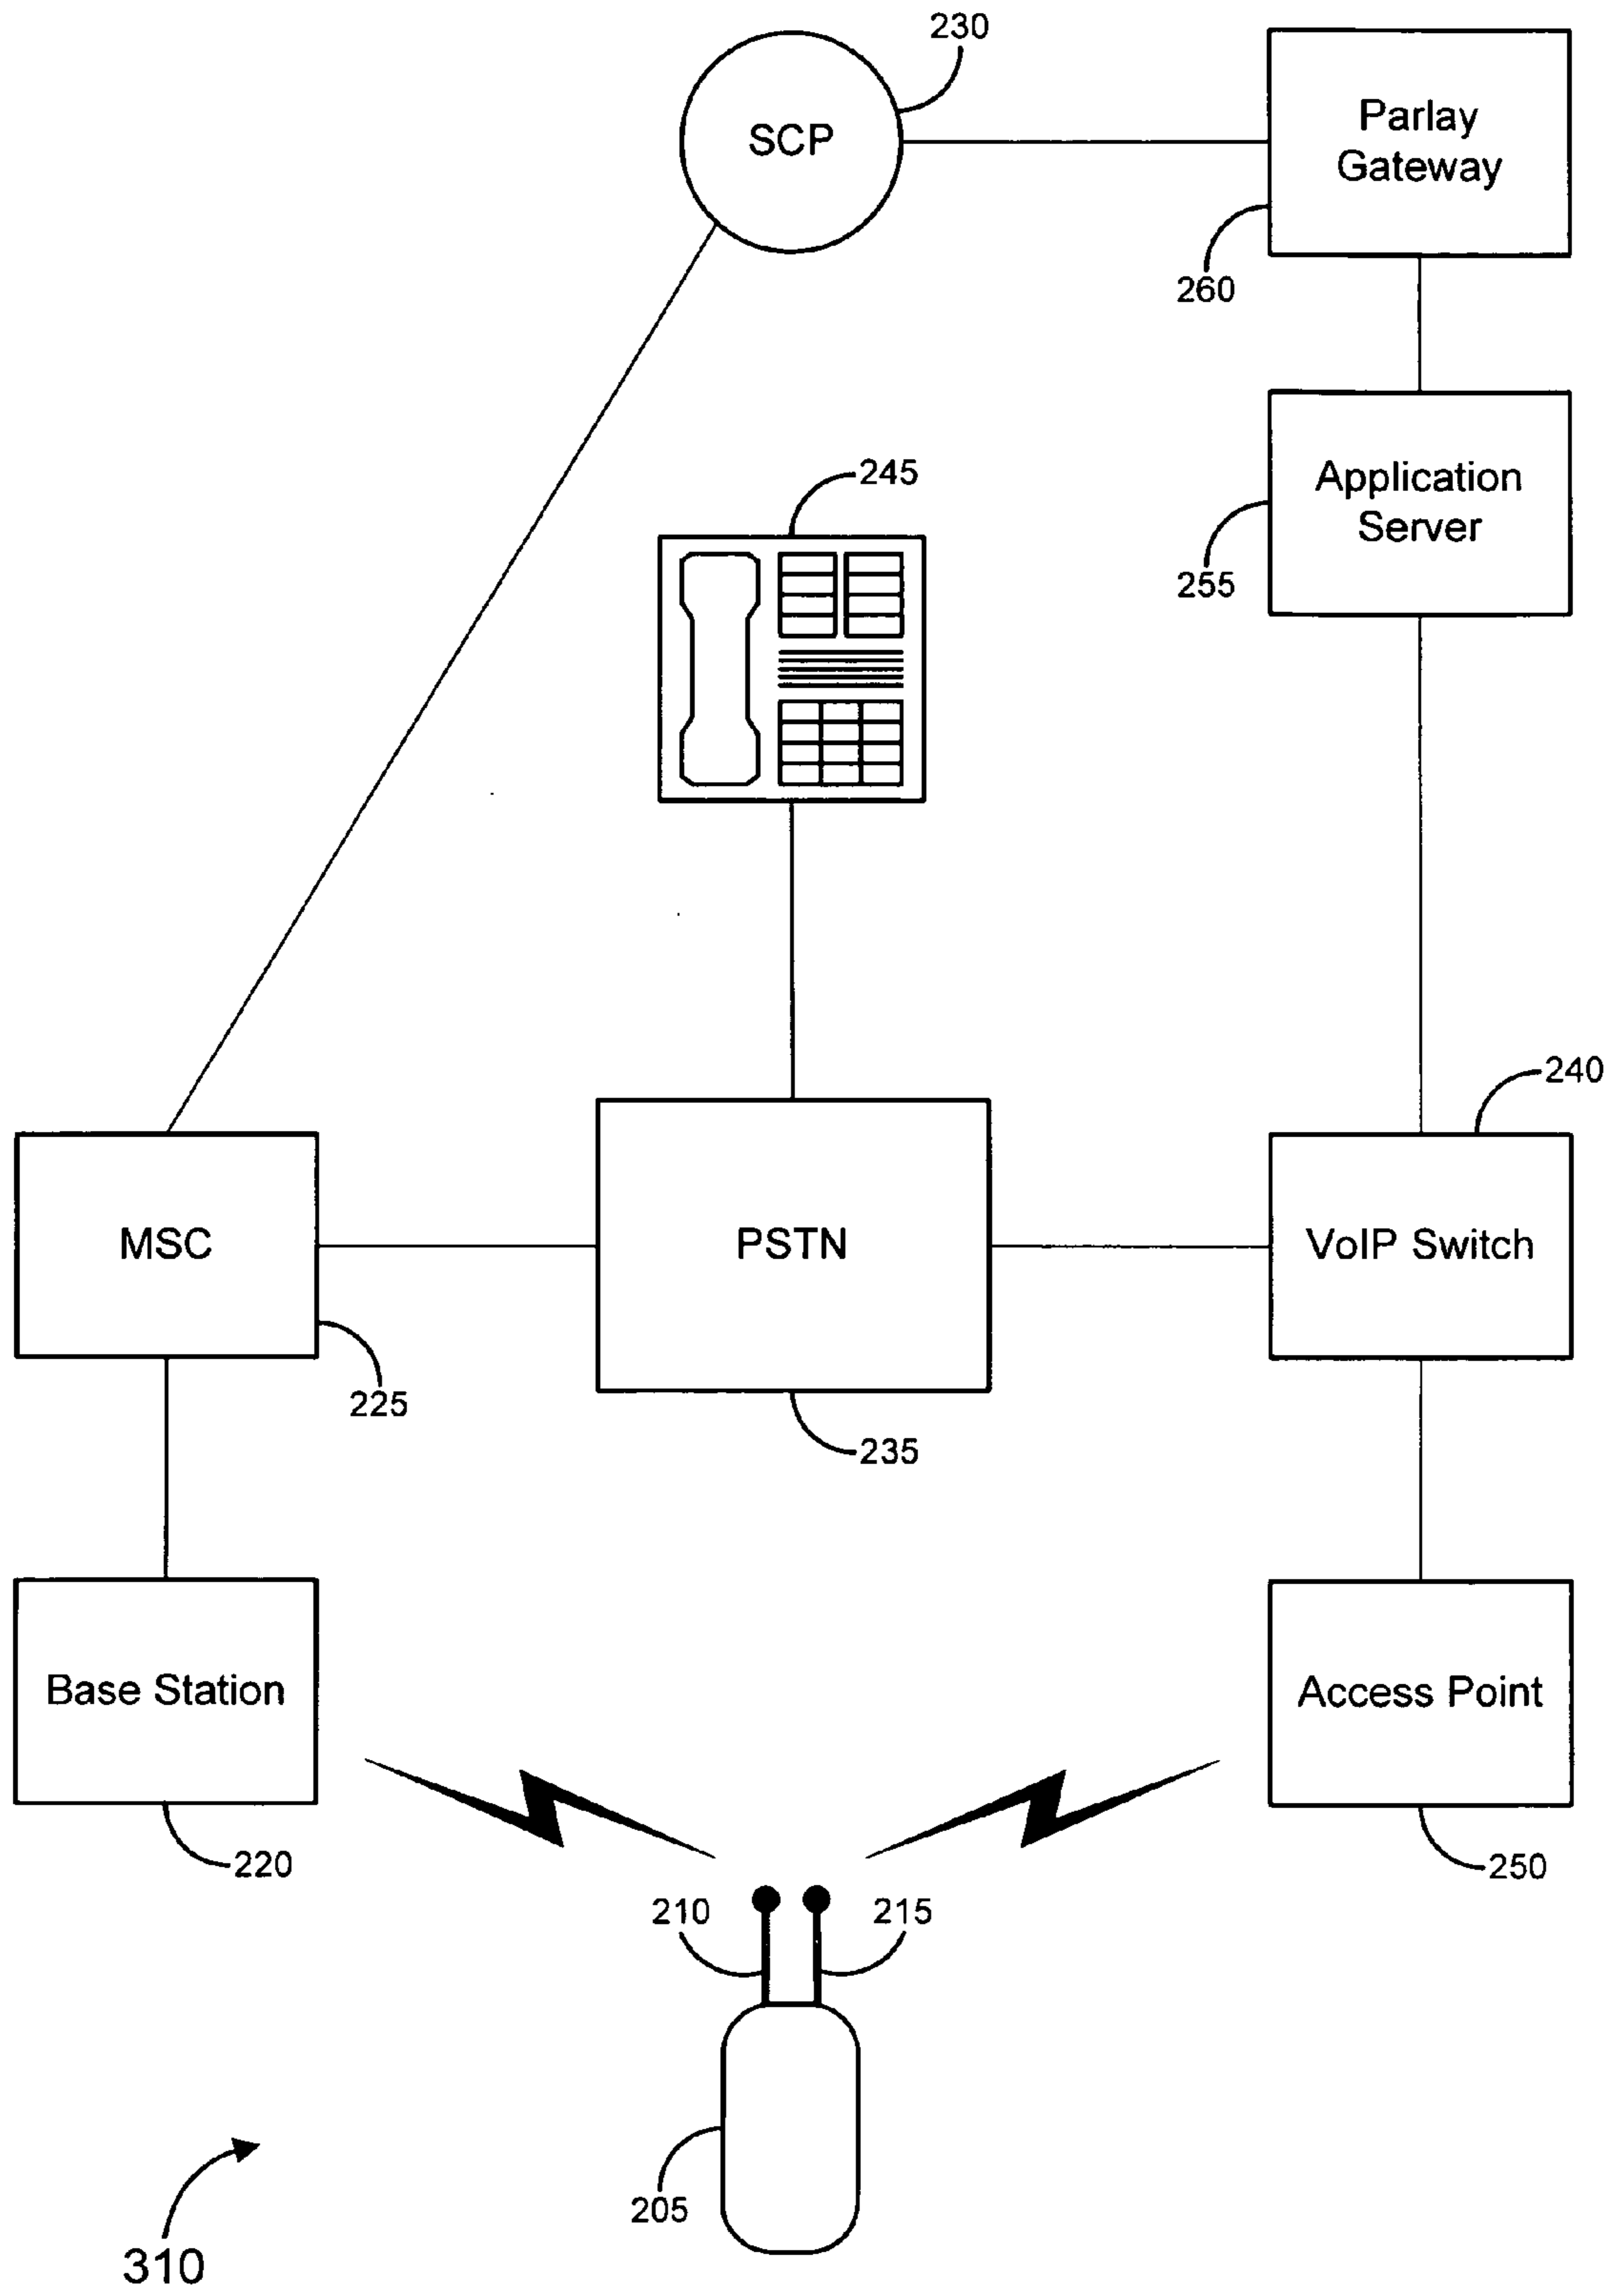 230
SCP
Parlay
Gateway
260
245
Application
Server
255
240
MSC
PSTN
VoIP Switch
225
235
Base Station
Access Point
220
250
210
215
205
310